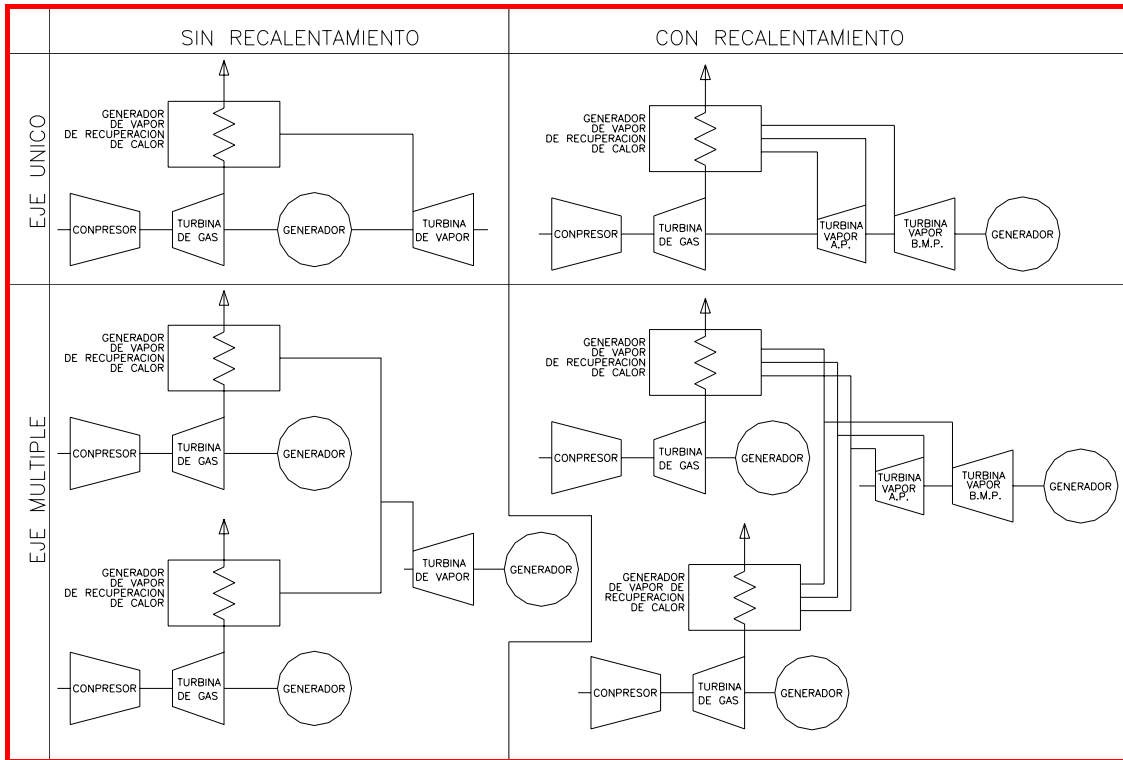 SIN RECALENTAMIENTO
CON RECALENTAMIENTO
EJE UNICO
GENERADOR
DE VAPOR
DE RECUPERACION
DE CALOR
CONPRESOR
TURBINA
DE GAS
GENERADOR
TURBINA
DE VAPOR
GENERADOR
DE VAPOR
DE RECUPERACION
DE CALOR
CONPRESOR
TURBINA
DE GAS
TURBINA
VAPOR
A.P.
TURBINA
VAPOR
B.M.P.
GENERADOR
EJE MULTIPLE
GENERADOR
DE VAPOR
DE RECUPERACION
DE CALOR
CONPRESOR
TURBINA
DE GAS
GENERADOR
GENERADOR
DE VAPOR
DE RECUPERACION
DE CALOR
TURBINA
DE VAPOR
GENERADOR
CONPRESOR
TURBINA
DE GAS
GENERADOR
GENERADOR
DE VAPOR
DE RECUPERACION
DE CALOR
CONPRESOR
TURBINA
DE GAS
GENERADOR
TURBINA
VAPOR
A.P.
TURBINA
VAPOR
B.M.P.
GENERADOR
GENERADOR
DE VAPOR DE
RECUPERACION
DE CALOR
CONPRESOR
TURBINA
DE GAS
GENERADOR